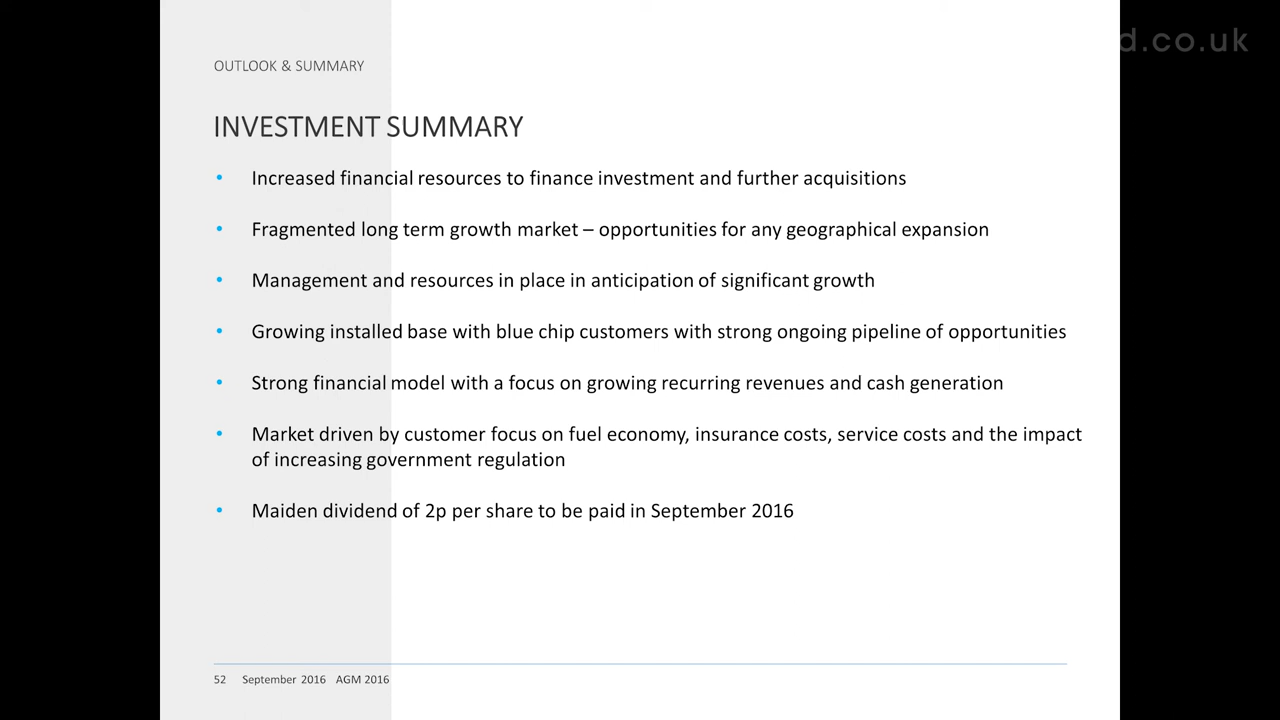 d.co.uk
OUTLOOK & SUMMARY
INVESTMENT SUMMARY
• Increased financial resources to finance investment and further acquisitions
• Fragmented long term growth market – opportunities for any geographical expansion
• Management and resources in place in anticipation of significant growth
• Growing installed base with blue chip customers with strong ongoing pipeline of opportunities
• Strong financial model with a focus on growing recurring revenues and cash generation
• Market driven by customer focus on fuel economy, insurance costs, service costs and the impact
of increasing government regulation
• Maiden dividend of 2p per share to be paid in September 2016
52 September 2016 AGM 2016